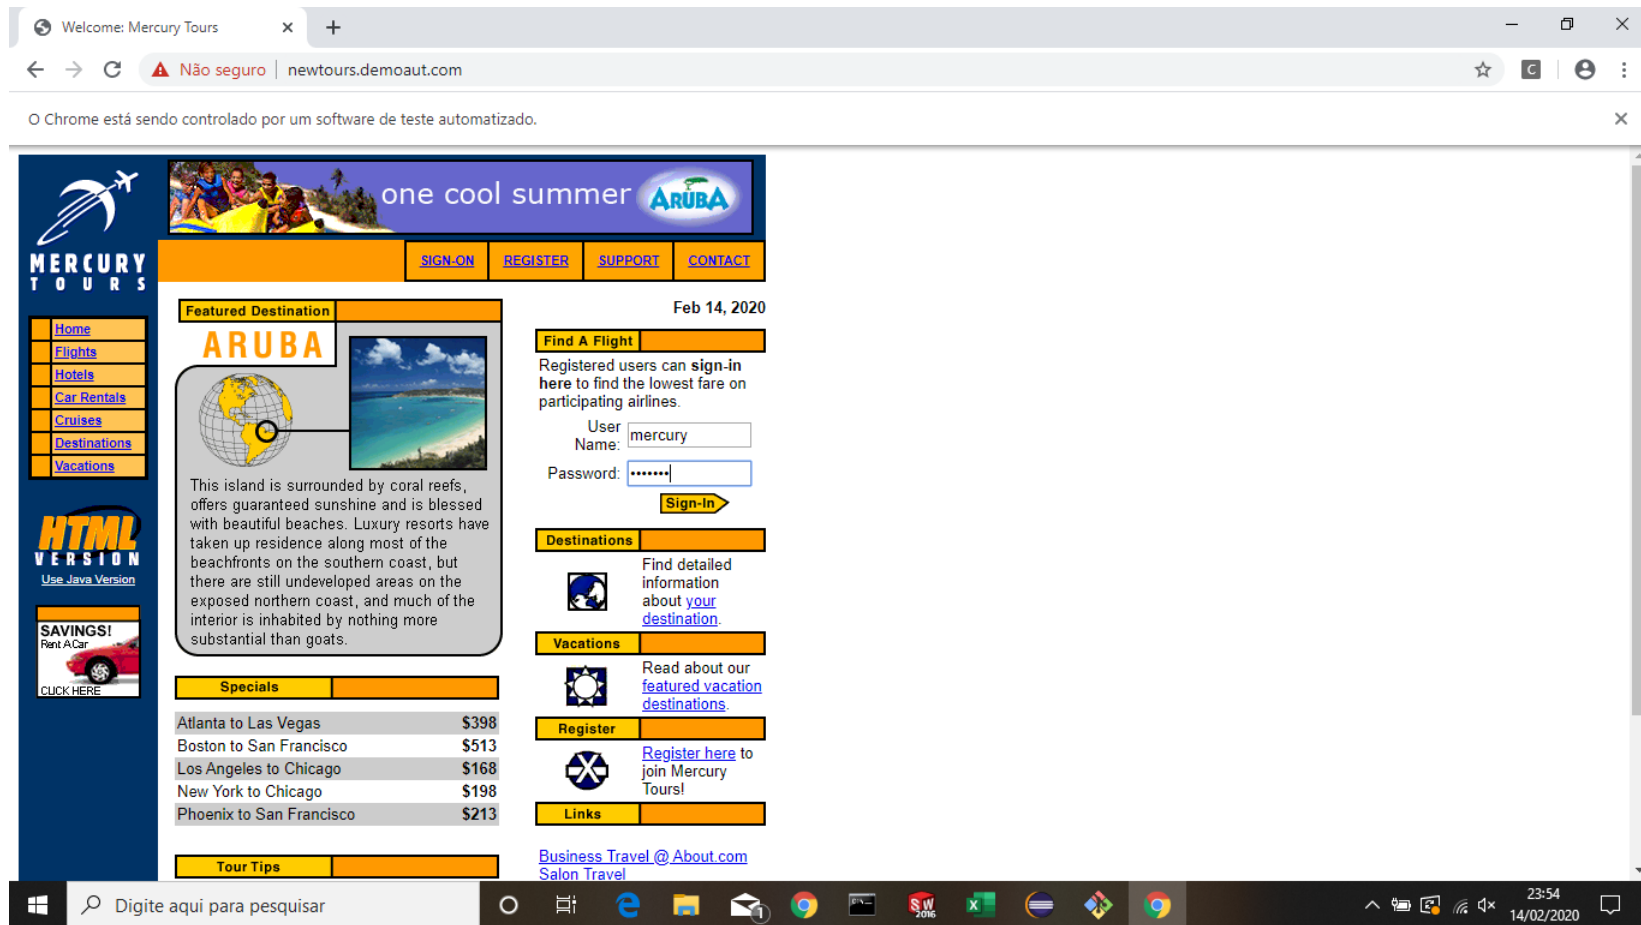 Welcome: Mercury Tours
Não seguro
newtours.demoaut.com
C
O Chrome está sendo controlado por um software de teste automatizado.
one cool summer ARUBA
MERCURY
TOURS
SIGN-ON REGISTER SUPPORT CONTACT
Home
Flights
Hotels
Car Rentals
Cruises
Destinations
Vacations
HTML
VERSION
Use Java Version
SAVINGS!
Rent A Car
CLICK HERE
Featured Destination
ARUBA
This island is surrounded by coral reefs,
offers guaranteed sunshine and is blessed
with beautiful beaches. Luxury resorts have
taken up residence along most of the
beachfronts on the southern coast, but
there are still undeveloped areas on the
exposed northern coast, and much of the
interior is inhabited by nothing more
substantial than goats.
Specials
Atlanta to Las Vegas $398
Boston to San Francisco $513
Los Angeles to Chicago $168
New York to Chicago $198
Phoenix to San Francisco $213
Tour Tips
Feb 14, 2020
Find A Flight
Registered users can sign-in
here to find the lowest fare on
participating airlines.
User
Name: mercury
Password: •••••••
Sign-In
Destinations
Find detailed
information
about your
destination.
Vacations
Read about our
featured vacation
destinations.
Register
Register here to
join Mercury
Tours!
Links
Business Travel @ About.com
Salon Travel
Digite aqui para pesquisar
1
SW
2016
23:54
14/02/2020